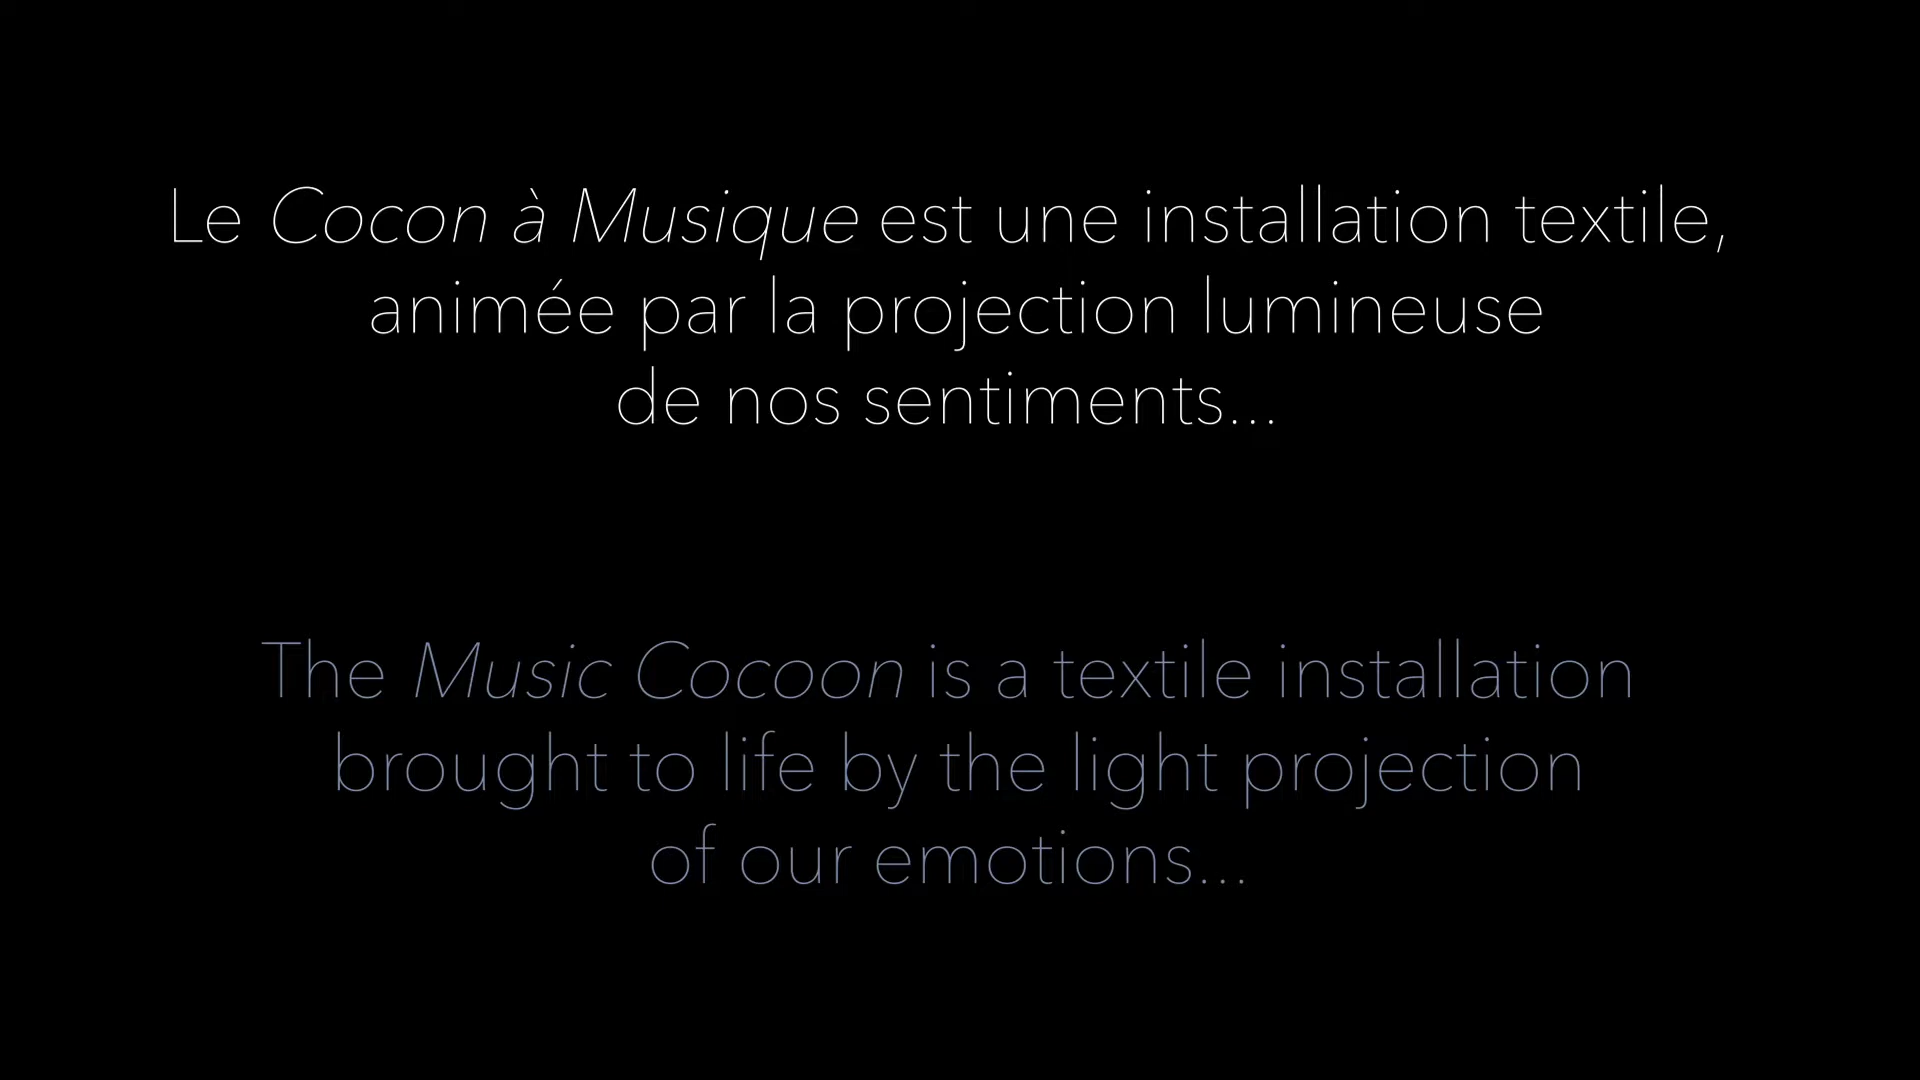 Le Cocon à Musique est une installation textile,
animée par la projection lumineuse
de nos sentiments...
The Music Cocoon is a textile installation
brought to life by the light projection
of our emotions...